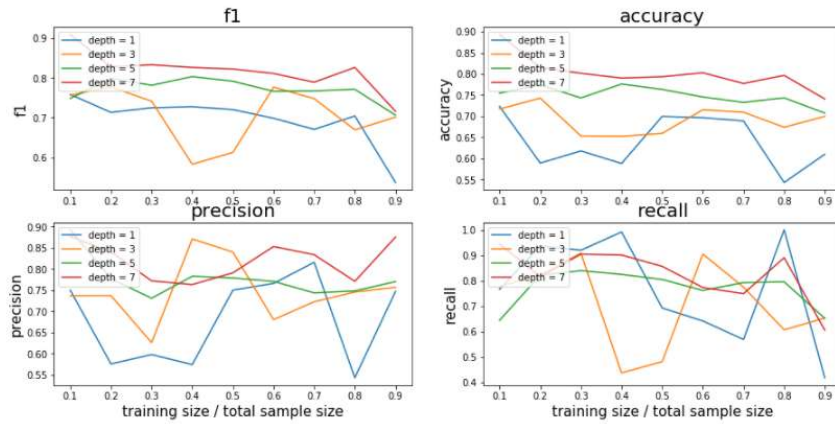 f1
depth = 1
depth = 3
depth = 5
depth = 7
0.9
0.8
0.7
0.6
f1
0.1 0.2 0.3 0.4 0.5 0.6 0.7 0.8 0.9
accuracy
depth = 1
depth = 3
depth = 5
depth = 7
0.90
0.85
0.80
0.75
0.70
0.65
0.60
0.55
accuracy
0.1 0.2 0.3 0.4 0.5 0.6 0.7 0.8 0.9
precision
depth = 1
depth = 3
depth = 5
depth = 7
0.90
0.85
0.80
0.75
0.70
0.65
0.60
0.55
precision
0.1 0.2 0.3 0.4 0.5 0.6 0.7 0.8 0.9
training size / total sample size
recall
depth = 1
depth = 3
depth = 5
depth = 7
1.0
0.9
0.8
0.7
0.6
0.5
0.4
recall
0.1 0.2 0.3 0.4 0.5 0.6 0.7 0.8 0.9
training size / total sample size